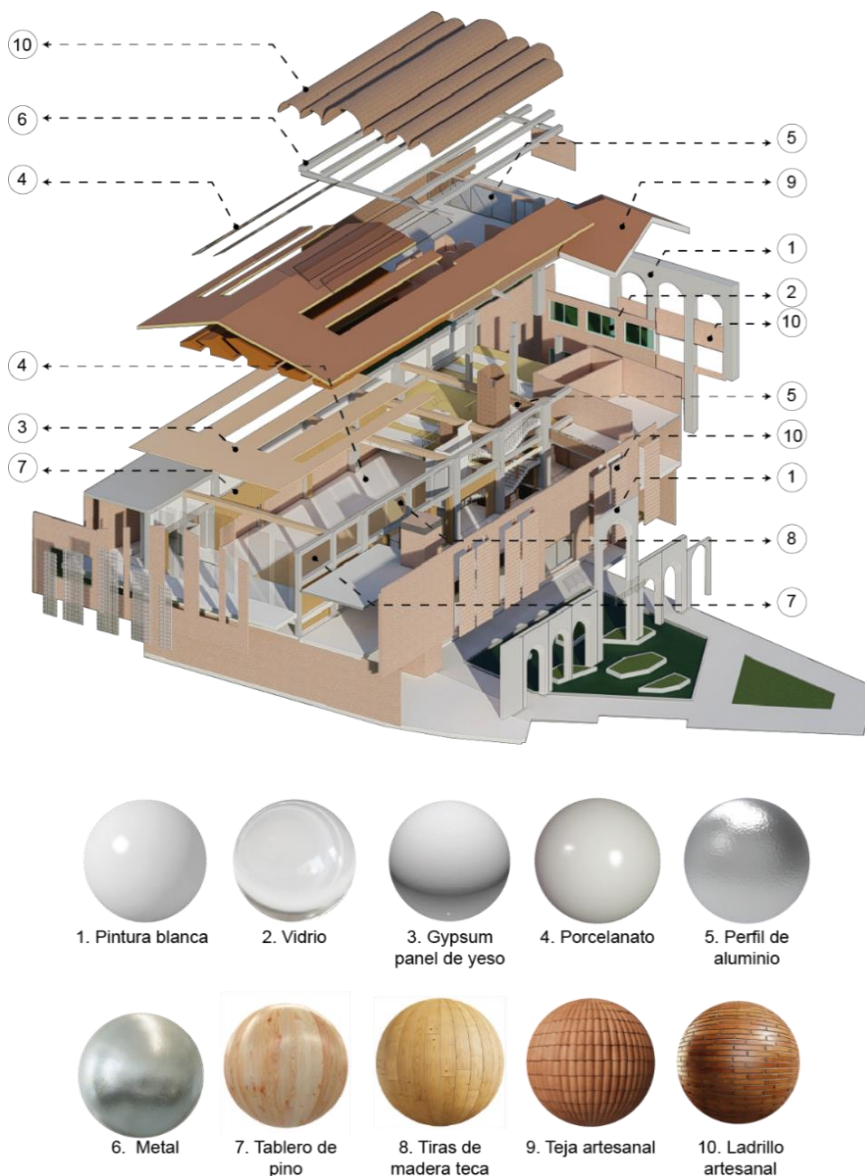 10
6
5
4
9
1
2
10
4
5
3
10
7
1
8
7
1. Pintura blanca
2. Vidrio
3. Gypsum
panel de yeso
4. Porcelanato
5. Perfil de
aluminio
6. Metal
7. Tablero de
pino
8. Tiras de
madera teca
9. Teja artesanal
10. Ladrillo
artesanal